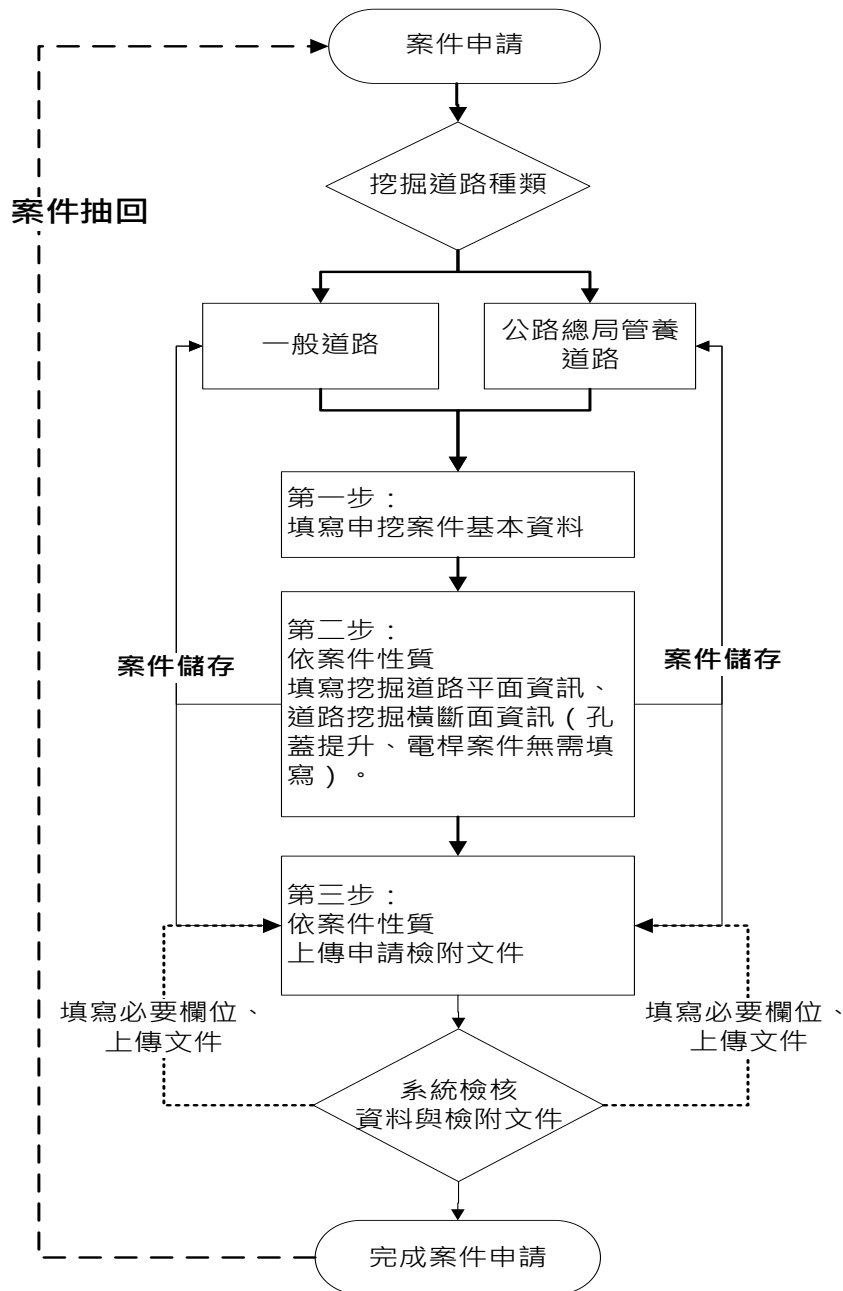 案件申請
挖掘道路種類
案件抽回
一般道路
公路總局管養
道路
第一步：
填寫申挖案件基本資料
第二步：
依案件性質
填寫挖掘道路平面資訊、
道路挖掘橫斷面資訊（孔
蓋提升、電桿案件無需填
寫）。
案件儲存
案件儲存
第三步：
依案件性質
上傳申請檢附文件
填寫必要欄位、
上傳文件
填寫必要欄位、
上傳文件
系統檢核
資料與檢附文件
完成案件申請